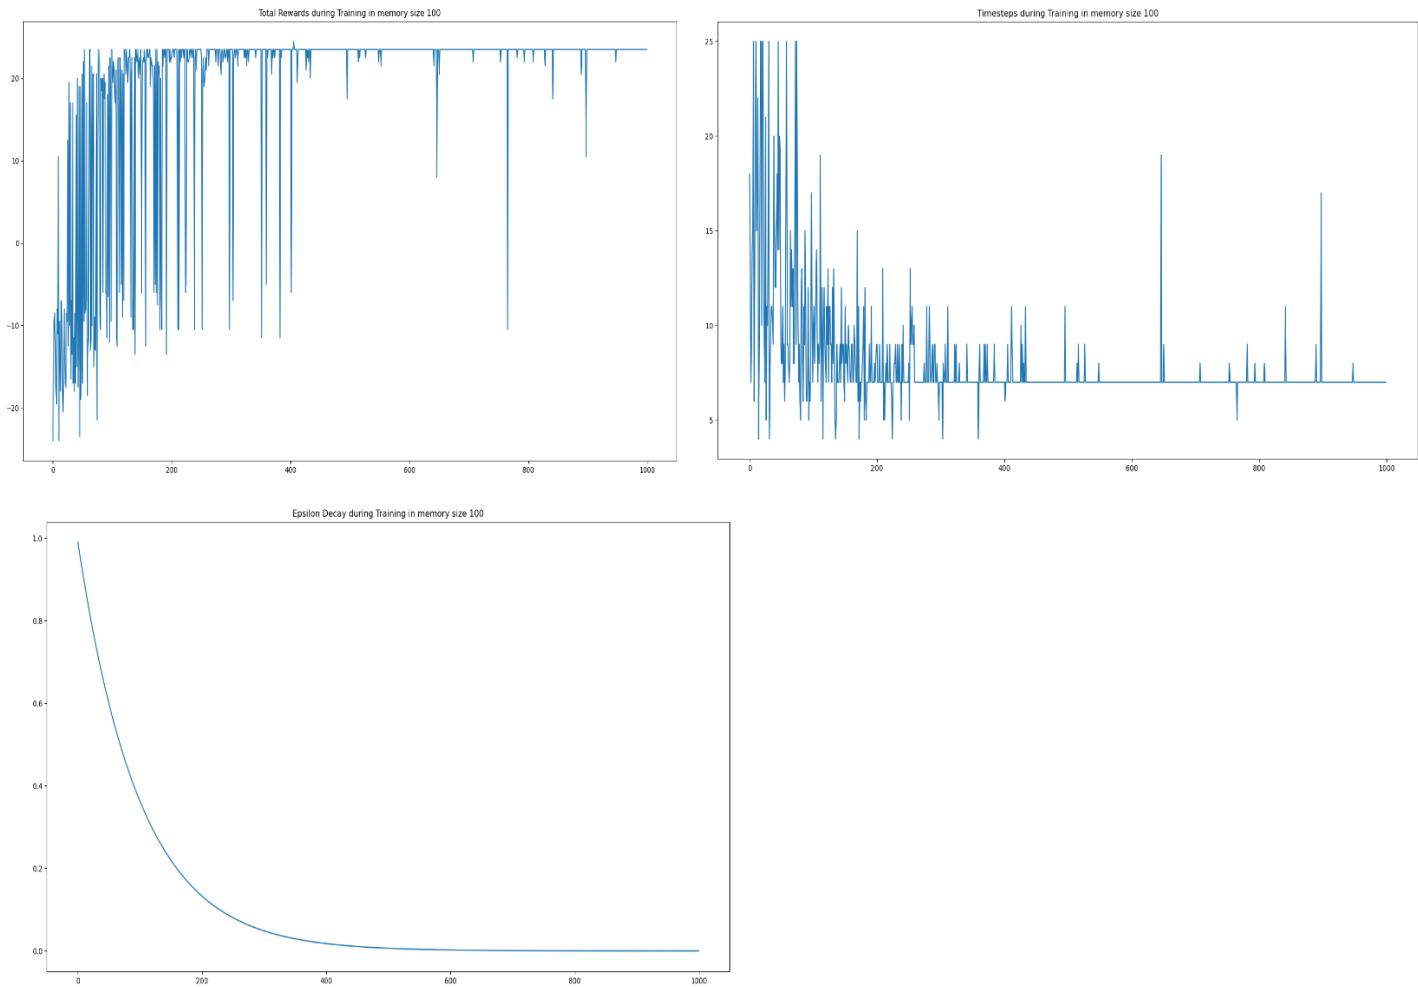 Total Rewards during Training in memory size 100
20
10
0
−10
−20
0 200 400 600 800 1000
Timesteps during Training in memory size 100
25
20
15
10
5
0 200 400 600 800 1000
Epsilon Decay during Training in memory size 100
1.0
0.8
0.6
0.4
0.2
0.0
0 200 400 600 800 1000